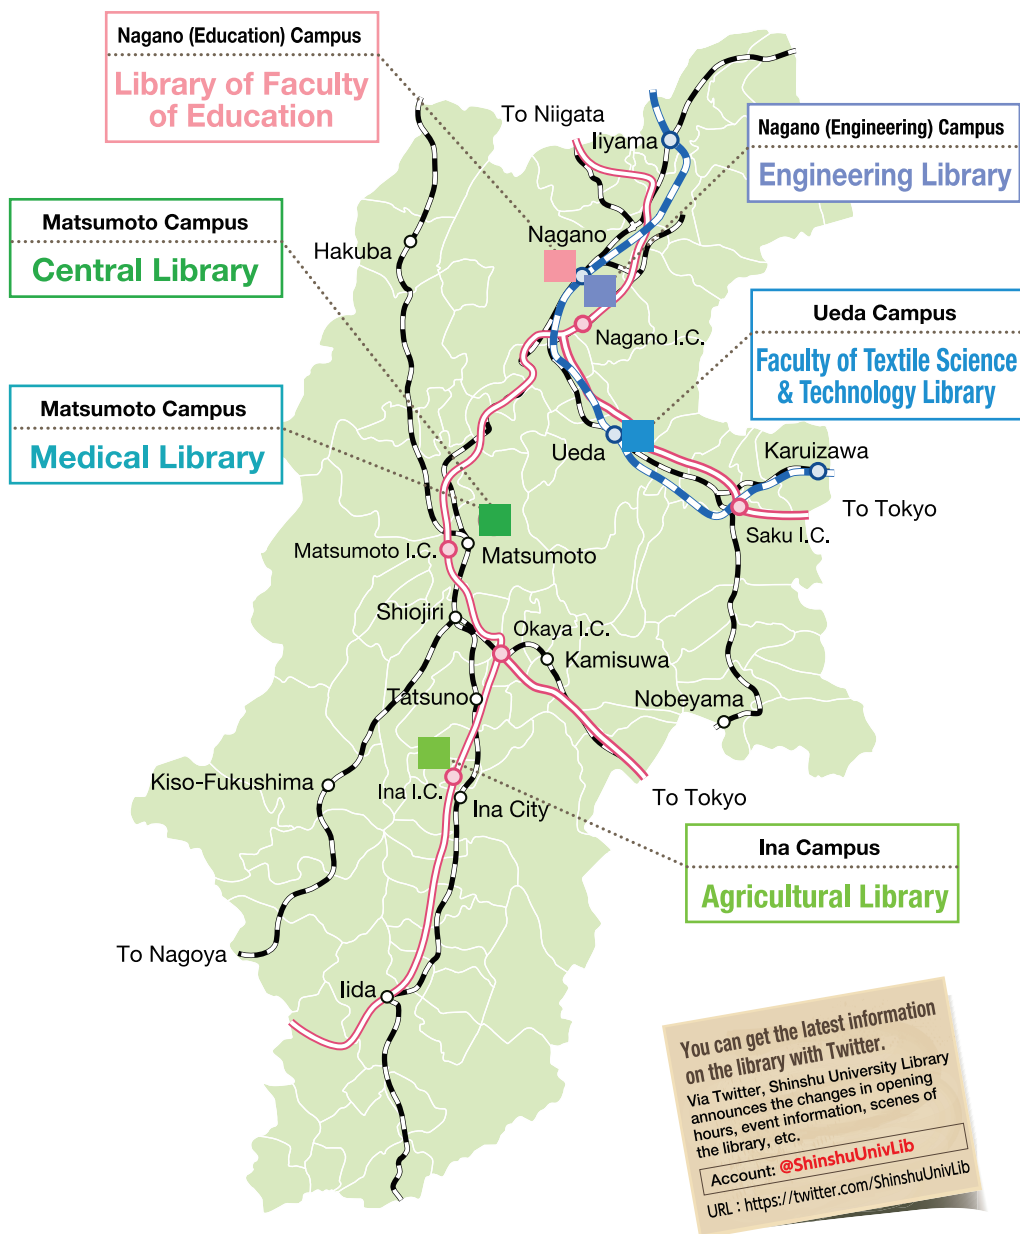 Nagano (Education) Campus
Library of Faculty
of Education
To Niigata
Iiyama
Nagano (Engineering) Campus
Engineering Library
Matsumoto Campus
Central Library
Hakuba
Nagano
Nagano I.C.
Ueda Campus
Faculty of Textile Science
& Technology Library
Matsumoto Campus
Medical Library
Ueda
Karuizawa
To Tokyo
Saku I.C.
Matsumoto I.C.
Matsumoto
Shiojiri
Okaya I.C.
Kamisuwa
Tatsuno
Nobeyama
Kiso-Fukushima
Ina I.C.
Ina City
To Tokyo
Ina Campus
Agricultural Library
To Nagoya
Iida
You can get the latest information
on the library with Twitter.
Via Twitter, Shinshu University Library
announces the changes in opening
hours, event information, scenes of
the library, etc.
Account: @ShinshuUnivLib
URL : https://twitter.com/ShinshuUnivLib